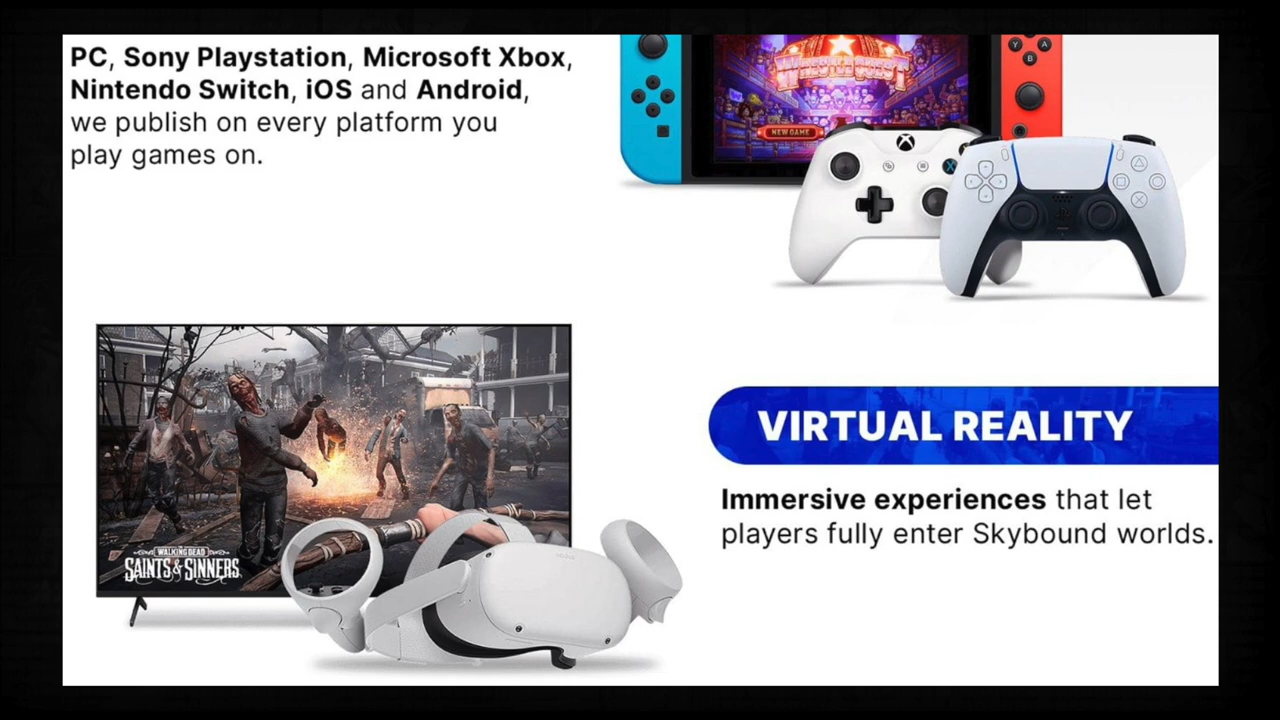 PC, Sony Playstation, Microsoft Xbox,
Nintendo Switch, iOS and Android,
we publish on every platform you
play games on.
WRESTLEQUEST
NEW GAME
Y
A
B
X
VIRTUAL REALITY
Immersive experiences that let
players fully enter Skybound worlds.
WALKING DEAD
SAINTS & SINNERS